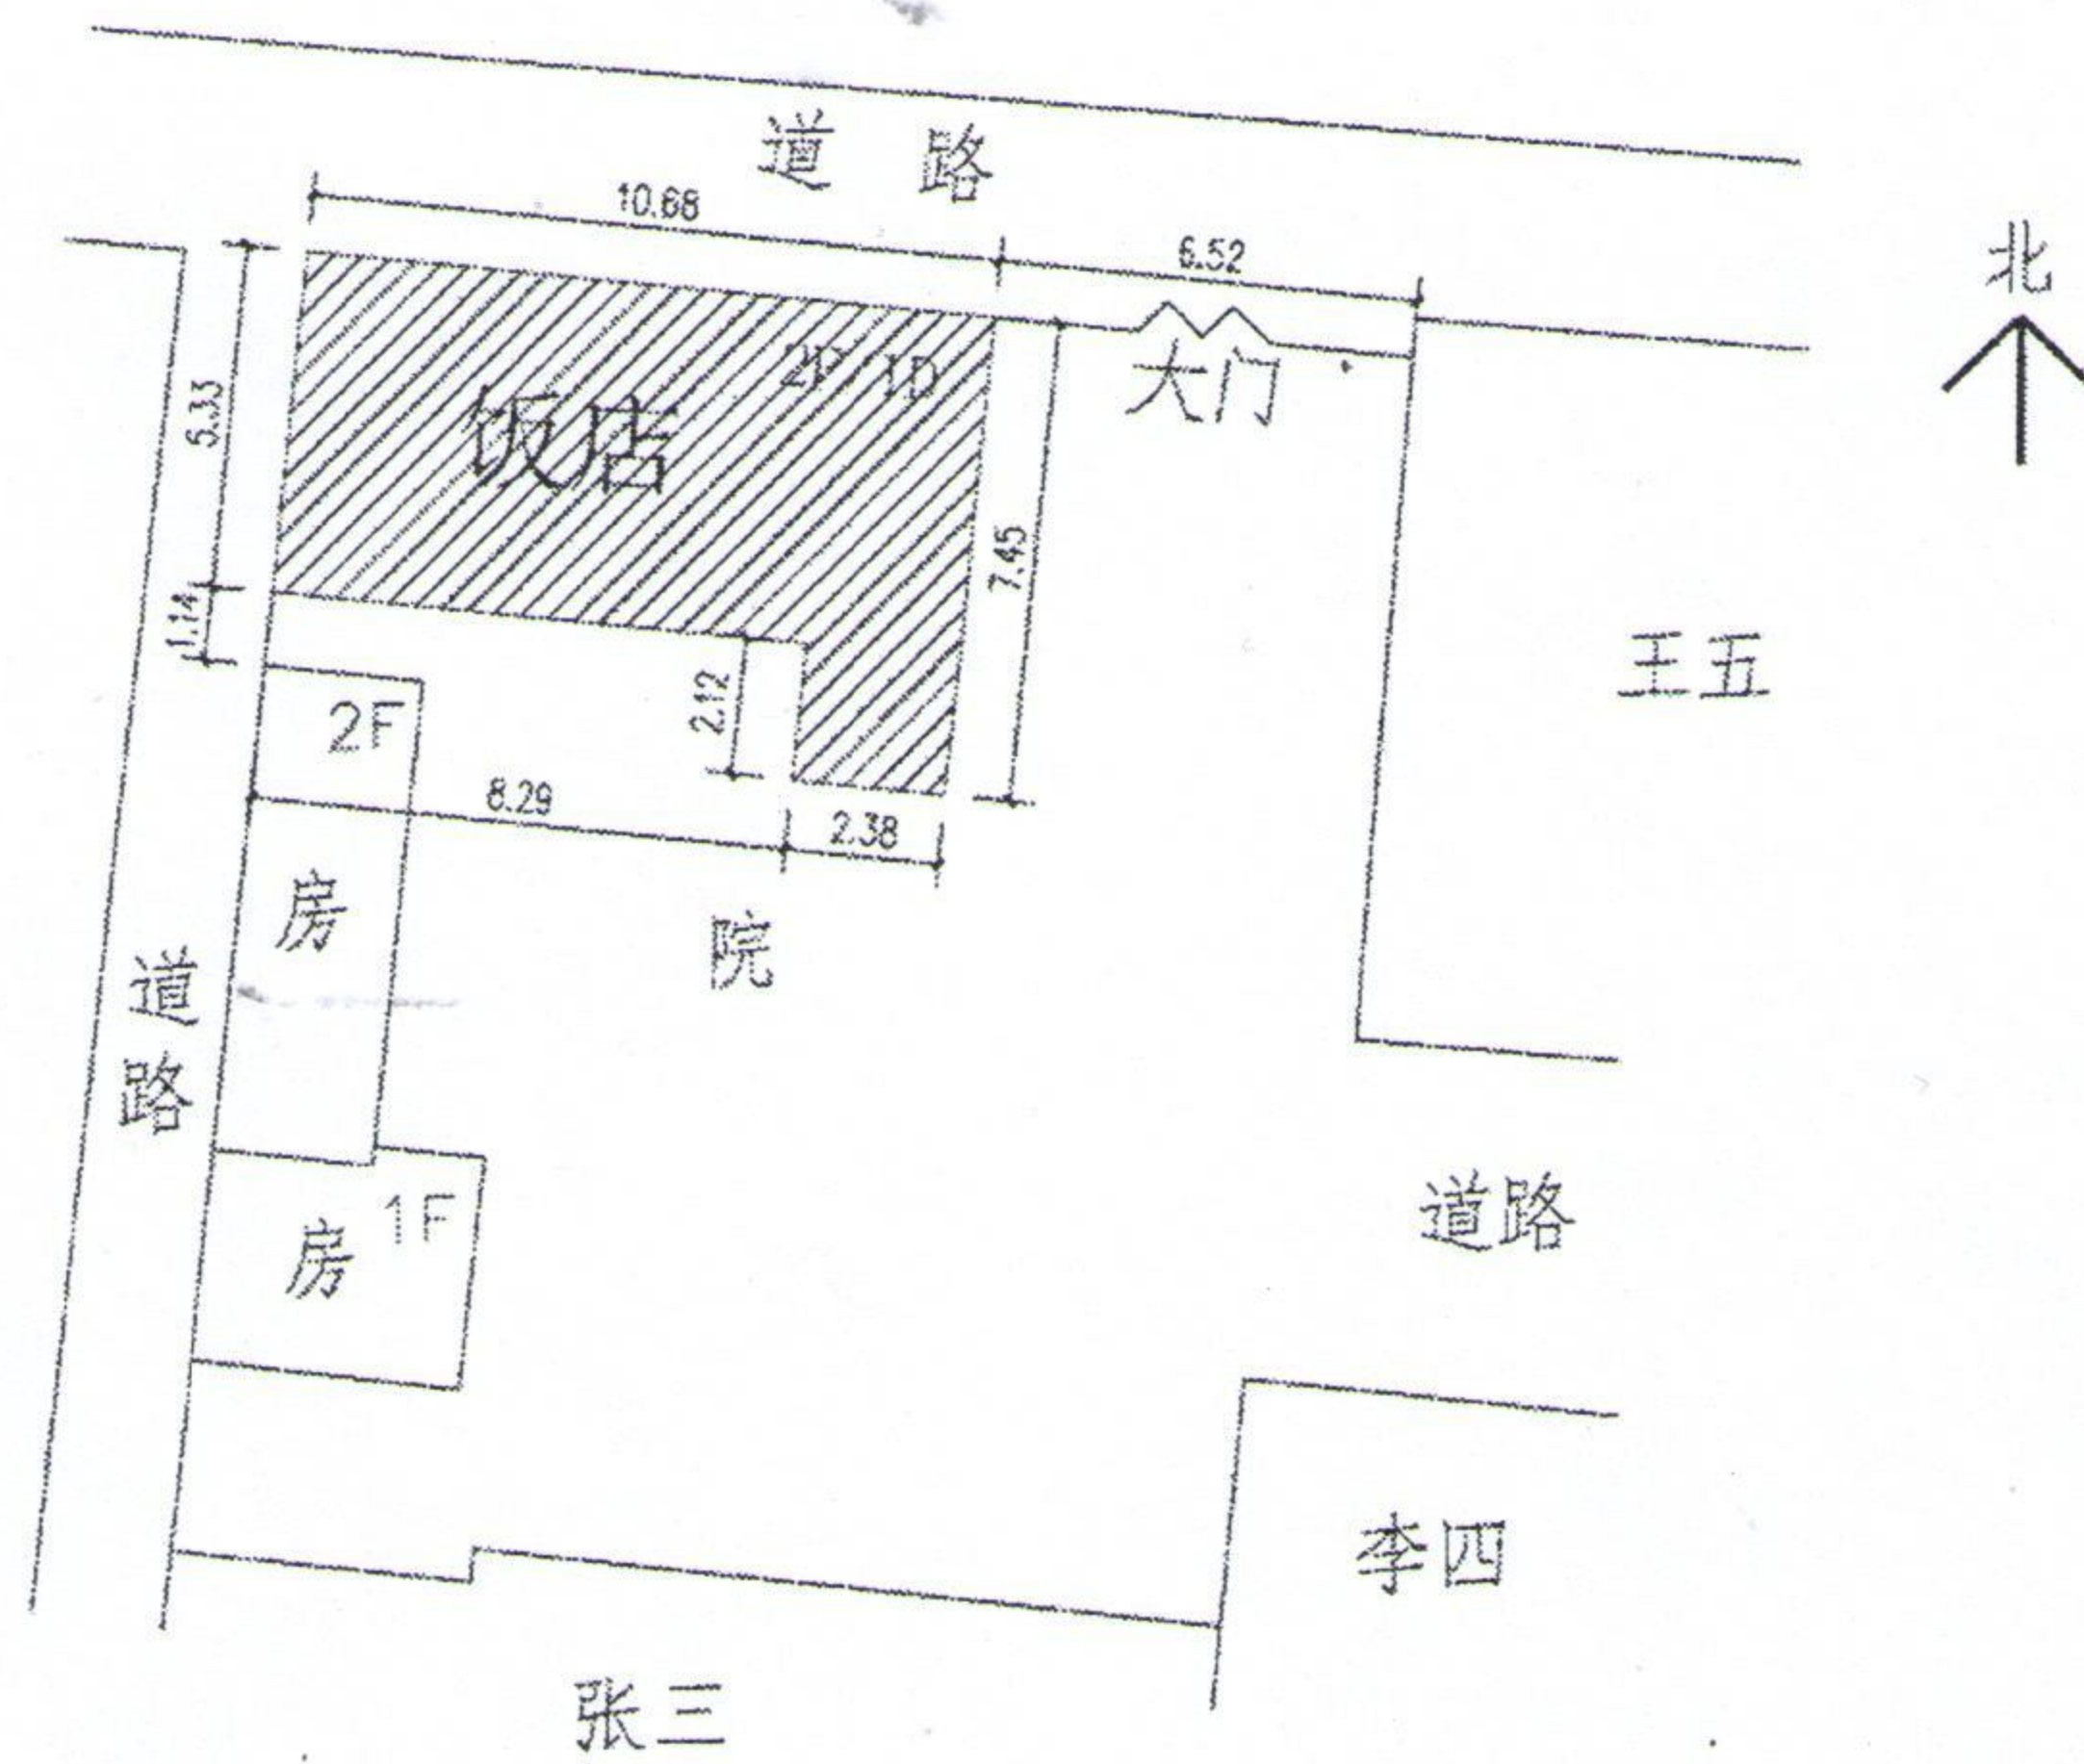 道 路
10.68
6.52
北
2F 1D
大门
饭店
5.33
7.45
1.14
王五
2.12
2F
8.29
2.38
房
院
道
路
1F
房
道路
李四
张三